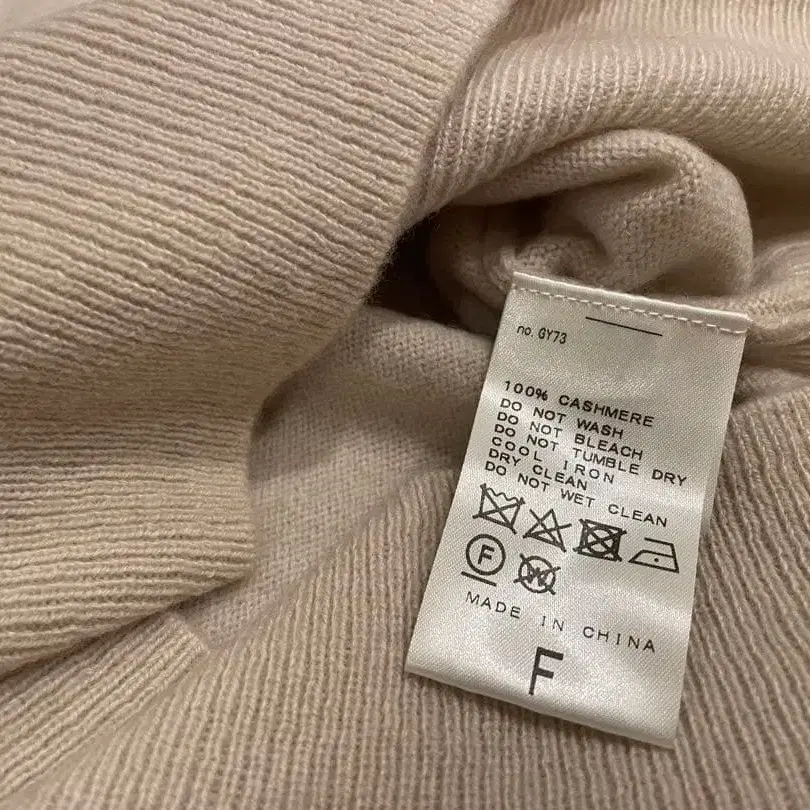 no. GY73
100% CASHMERE
DO NOT WASH
DO NOT BLEACH
DO NOT TUMBLE DRY
COOL IRON
DRY CLEAN
DO NOT WET CLEAN
F W
MADE IN CHINA
F